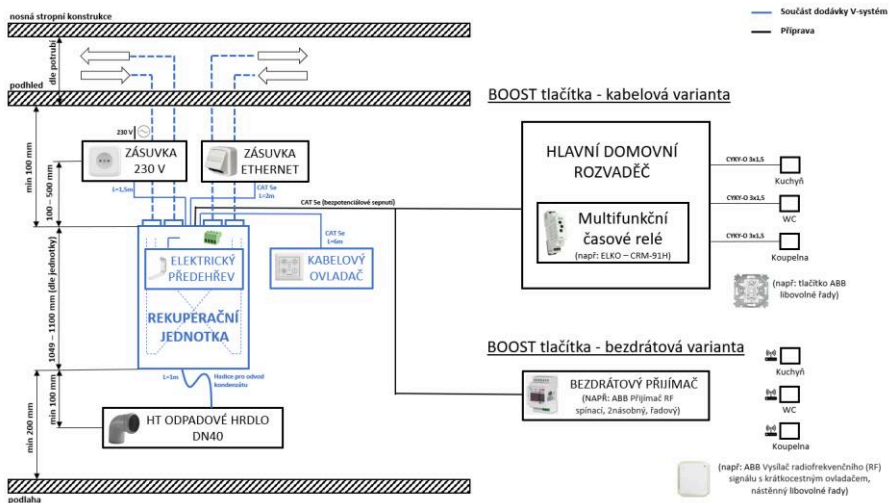 nosná stropní konstrukce
Součást dodávky V-systém
Příprava
dle potrubí
podhled
BOOST tlačítka - kabelová varianta
min 100 mm
100 – 500 mm
230 V
ZÁSUVKA
230 V
ZÁSUVKA
ETHERNET
L=1,5m
CAT 5e
L=2m
CAT 5e (bezpotenciálové sepnutí)
CAT 5e
L=6m
HLAVNÍ DOMOVNÍ
ROZVADĚČ
Multifunkční
časové relé
(např: ELKO – CRM-91H)
CYKY-O 3x1,5
Kuchyň
CYKY-O 3x1,5
WC
CYKY-O 3x1,5
Koupelna
(např: tlačítko ABB
libovolné řady)
1049 – 1100 mm (dle jednotky)
ELEKTRICKÝ
PŘEDEHŘEV
KABELOVÝ
OVLADAČ
REKUPERAČNÍ
JEDNOTKA
BOOST tlačítka - bezdrátová varianta
BEZDRÁTOVÝ PŘIJÍMAČ
(NAPŘ: ABB Přijímač RF
spínací, 2násobný, řadový)
Kuchyň
WC
Koupelna
L=1m
Hadice pro odvod
kondenzátu
min 200 mm
min 100 mm
HT ODPADOVÉ HRDLO
DN40
(např: ABB Vysílač radiofrekvenčního (RF)
signálu s krátkocestným ovladačem,
nástěnný libovolné řady)
podlaha